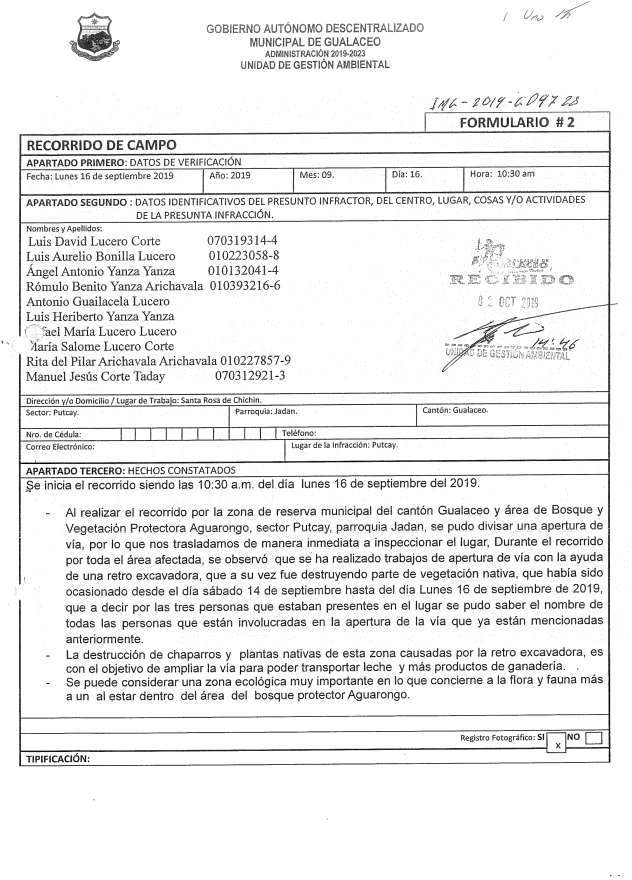 1 Uno
GOBIERNO AUTÓNOMO DESCENTRALIZADO
MUNICIPAL DE GUALACEO
ADMINISTRACIÓN 2019-2023
UNIDAD DE GESTIÓN AMBIENTAL
FORMULARIO # 2
RECORRIDO DE CAMPO
APARTADO PRIMERO: DATOS DE VERIFICACIÓN
Fecha: Lunes 16 de septiembre 2019 Año: 2019 Mes: 09. Día: 16. Hora: 10:30 am
APARTADO SEGUNDO : DATOS IDENTIFICATIVOS DEL PRESUNTO INFRACTOR, DEL CENTRO, LUGAR, COSAS Y/O ACTIVIDADES
DE LA PRESUNTA INFRACCIÓN.
Nombres y Apellidos:
Luis David Lucero Corte 070319314-4
Luis Aurelio Bonilla Lucero 010223058-8
Ángel Antonio Yanza Yanza 010132041-4
Rómulo Benito Yanza Arichavala 010393216-6
Antonio Guailacela Lucero
Luis Heriberto Yanza Yanza
ael María Lucero Lucero
María Salome Lucero Corte
Rita del Pilar Arichavala Arichavala 010227857-9
Manuel Jesús Corte Taday 070312921-3
RECIBIDO
02 OCT 2019
14:46
UNIDAD DE GESTIÓN AMBIENTAL
Dirección y/o Domicilio / Lugar de Trabajo: Santa Rosa de Chichin.
Sector: Putcay. Parroquia: Jadan. Cantón: Gualaceo.
Nro. de Cédula: Teléfono:
Correo Electrónico: Lugar de la Infracción: Putcay.
APARTADO TERCERO: HECHOS CONSTATADOS
Se inicia el recorrido siendo las 10:30 a.m. del día lunes 16 de septiembre del 2019.
- Al realizar el recorrido por la zona de reserva municipal del cantón Gualaceo y área de Bosque y
Vegetación Protectora Aguarongo, sector Putcay, parroquia Jadan, se pudo divisar una apertura de
vía, por lo que nos trasladamos de manera inmediata a inspeccionar el lugar, Durante el recorrido
por toda el área afectada, se observó que se ha realizado trabajos de apertura de vía con la ayuda
de una retro excavadora, que a su vez fue destruyendo parte de vegetación nativa, que había sido
ocasionado desde el día sábado 14 de septiembre hasta del día Lunes 16 de septiembre de 2019,
que a decir por las tres personas que estaban presentes en el lugar se pudo saber el nombre de
todas las personas que están involucradas en la apertura de la vía que ya están mencionadas
anteriormente.
- La destrucción de chaparros y plantas nativas de esta zona causadas por la retro excavadora, es
con el objetivo de ampliar la vía para poder transportar leche y más productos de ganadería.
- Se puede considerar una zona ecológica muy importante en lo que concierne a la flora y fauna más
a un al estar dentro del área del bosque protector Aguarongo.
Registro Fotográfico: SI x NO
TIPIFICACIÓN: